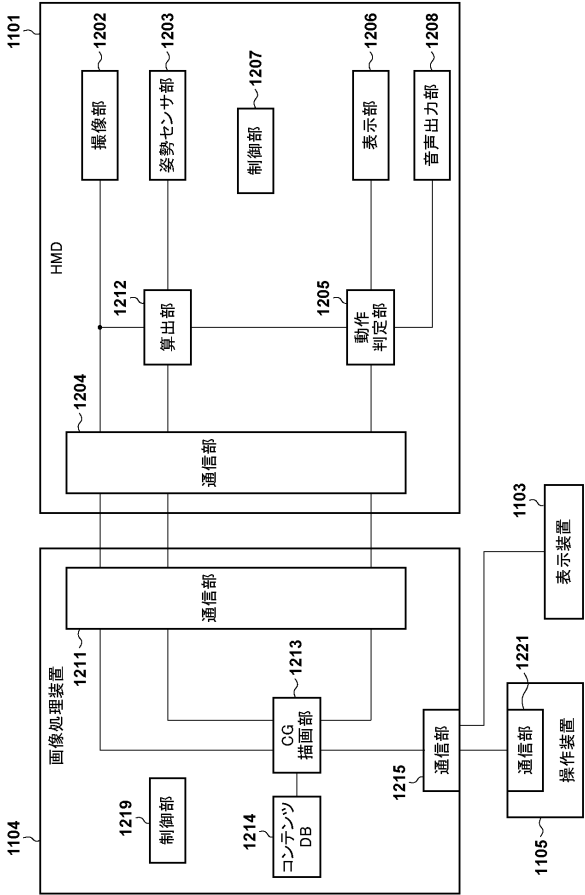 1101
HMD
1202
撮像部
1203
姿勢センサ部
1207
制御部
1206
表示部
1208
音声出力部
1212
算出部
1205
動作
判定部
1204
通信部
1104
画像処理装置
1211
通信部
1219
制御部
1213
CG
描画部
1214
コンテンツ
DB
1215
通信部
1103
表示装置
1221
通信部
操作装置
1105